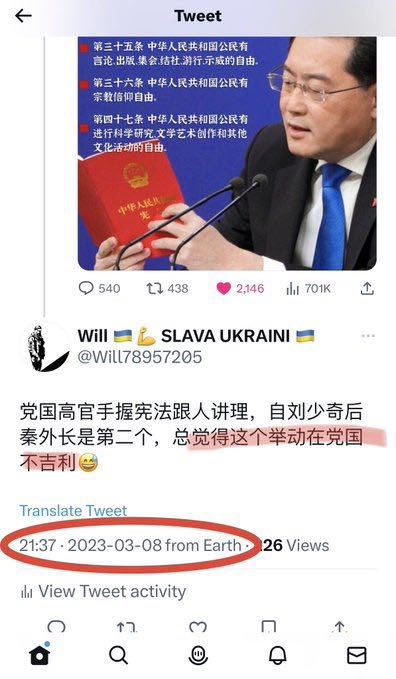 Tweet
第三十五条 中华人民共和国公民有
言论,出版,集会,结社,游行,示威的自由.
第三十六条 中华人民共和国公民有
宗教信仰自由.
第四十七条 中华人民共和国公民有
进行科学研究,文学艺术创作和其他
文化活动的自由.
中华人民共和国
宪
540
438
2,146
701K
Will 🇺🇦💪 SLAVA UKRAINI 🇺🇦
@Will78957205
党国高官手握宪法跟人讲理，自刘少奇后
秦外长是第二个，总觉得这个举动在党国
不吉利😅
Translate Tweet
21:37 · 2023-03-08 from Earth · 226 Views
View Tweet activity